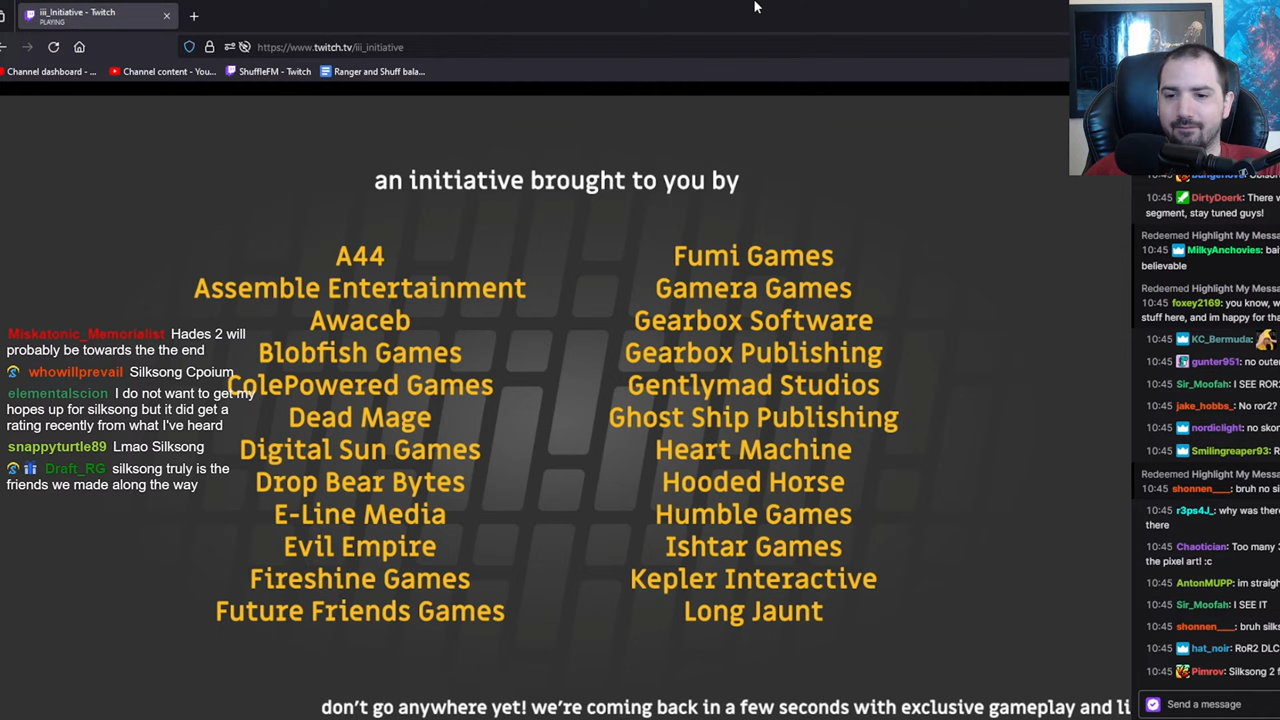 iii_Initiative - Twitch
PLAYING
https://www.twitch.tv/iii_initiative
Channel dashboard - ...
Channel content - You...
ShuffleFM - Twitch
Ranger and Shuff bala...
an initiative brought to you by
A44
Assemble Entertainment
Awaceb
Blobfish Games
ColePowered Games
Dead Mage
Digital Sun Games
Drop Bear Bytes
E-Line Media
Evil Empire
Fireshine Games
Future Friends Games
Fumi Games
Gamera Games
Gearbox Software
Gearbox Publishing
Gentlymad Studios
Ghost Ship Publishing
Heart Machine
Hooded Horse
Humble Games
Ishtar Games
Kepler Interactive
Long Jaunt
don't go anywhere yet! we're coming back in a few seconds with exclusive gameplay and li
Miskatonic_Memorialist Hades 2 will
probably be towards the the end
whowillprevail Silksong Cpoium
elementalscion I do not want to get my
hopes up for silksong but it did get a
rating recently from what I've heard
snappyturtle89 Lmao Silksong
Draft_RG silksong truly is the
friends we made along the way
10:45 DirtyDoerk: There w
segment, stay tuned guys!
Redeemed Highlight My Messa
10:45 MilkyAnchovies: bai
believable
Redeemed Highlight My Messa
10:45 foxey2169: you know, w
stuff here, and im happy for tha
10:45 KC_Bermuda:
10:45 gunter951: no outer
10:45 Sir_Moofah: I SEE ROR
10:45 jake_hobbs_: No ror2?
10:45 nordiclight: no skon
10:45 Smilingreaper93: R
Redeemed Highlight My Messa
10:45 shonnen____: bruh no si
10:45 r3ps4J_: why was there
there
10:45 Chaotician: Too many 3
the pixel art! :c
10:45 AntonMUPP: im straigh
10:45 Sir_Moofah: I SEE IT
10:45 shonnen____: bruh silks
10:45 hat_noir: RoR2 DLC
10:45 Pimrov: Silksong 2 f
Send a message